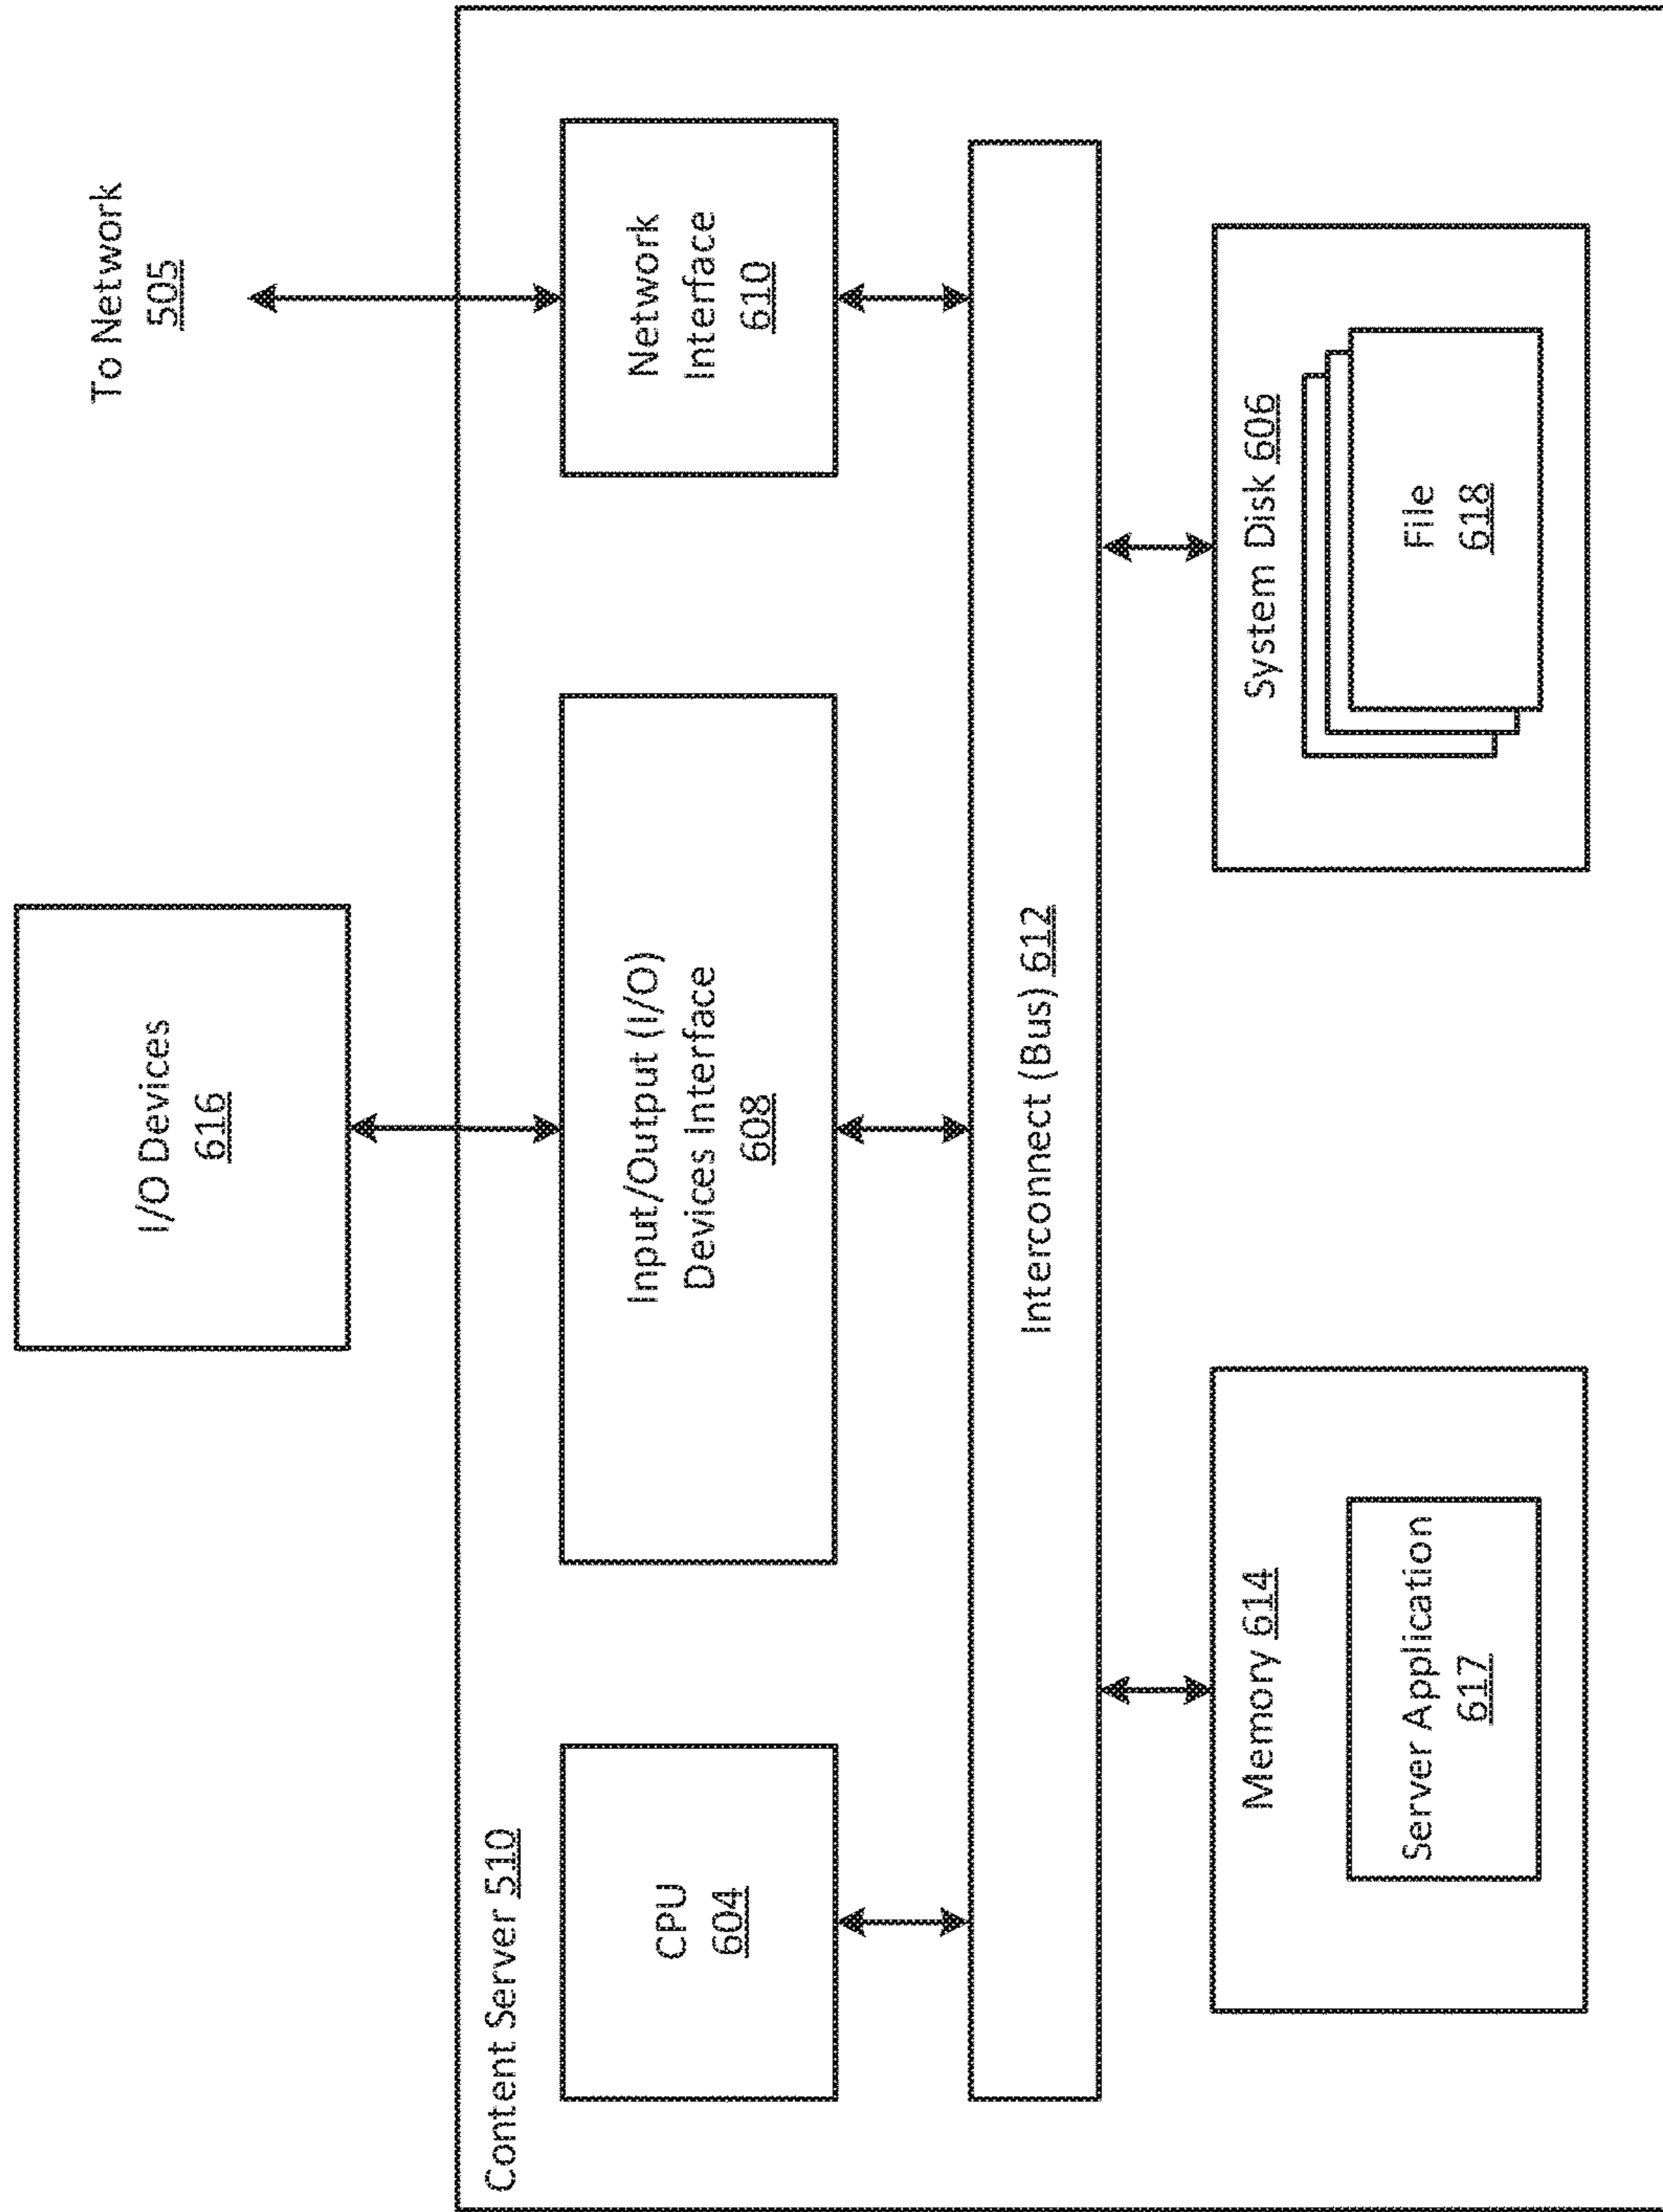 I/O Devices
616
To Network
505
Content Server 510
CPU
604
Input/Output (I/O)
Devices Interface
608
Network
Interface
610
Interconnect (Bus) 612
Memory 614
Server Application
617
System Disk 606
File
618